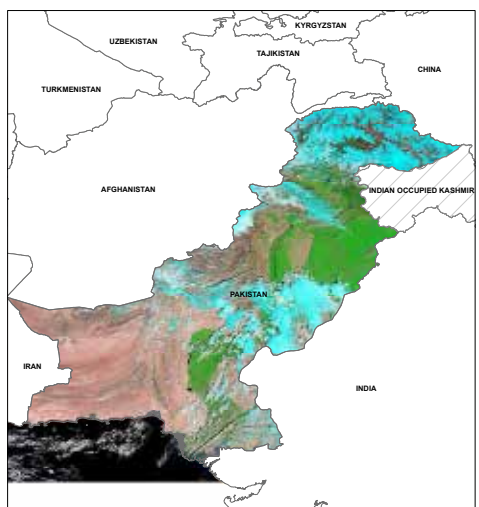 KYRGYZSTAN
UZBEKISTAN
TAJIKISTAN
CHINA
TURKMENISTAN
AFGHANISTAN
INDIAN OCCUPIED KASHMIR
PAKISTAN
IRAN
INDIA